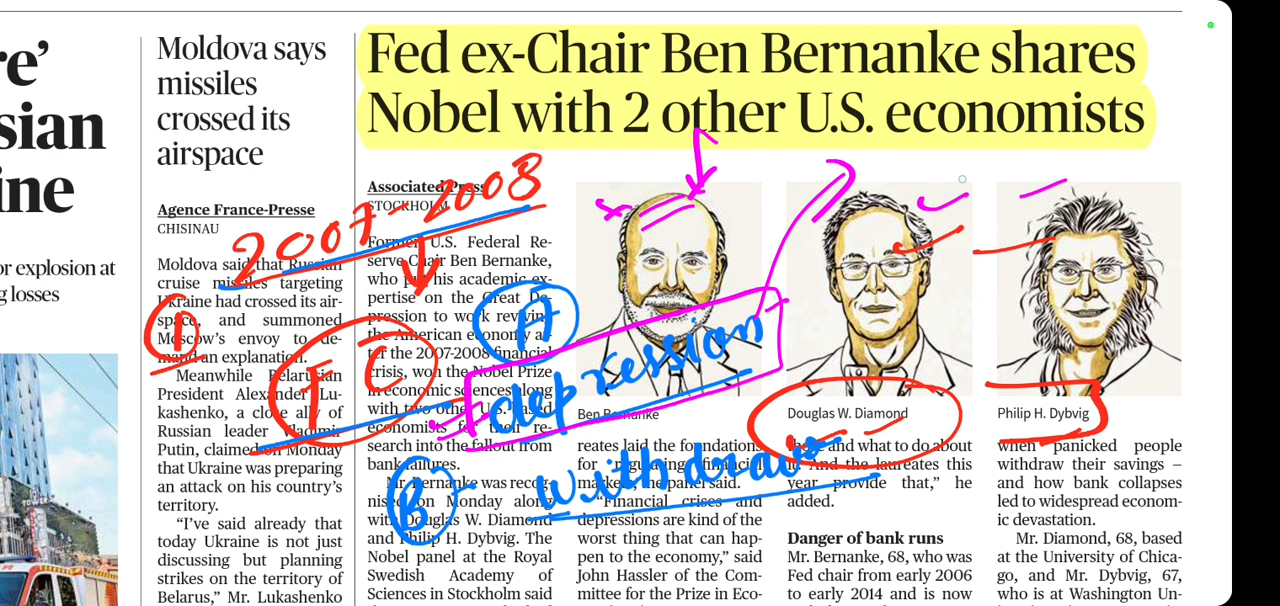 re’
sian
ine
or explosion at
g losses
Moldova says
missiles
crossed its
airspace
Agence France-Presse
CHISINAU
Moldova said that Russian
cruise missiles targeting
Ukraine had crossed its air-
space, and summoned
Moscow’s envoy to de-
mand an explanation.
Meanwhile Belarusian
President Alexander Lu-
kashenko, a close ally of
Russian leader Vladimir
Putin, claimed on Monday
that Ukraine was preparing
an attack on his country’s
territory.
“I’ve said already that
today Ukraine is not just
discussing but planning
strikes on the territory of
Belarus,” Mr. Lukashenko
Fed ex-Chair Ben Bernanke shares
Nobel with 2 other U.S. economists
Associated Press
STOCKHOLM
Former U.S. Federal Re-
serve Chair Ben Bernanke,
who put his academic ex-
pertise on the Great De-
pression to work reviving
the American economy af-
ter the 2007-2008 financial
crisis, won the Nobel Prize
in economic sciences along
with two other U.S.-based
economists for their re-
search into the fallout from
bank failures.
Mr. Bernanke was recog-
nised on Monday along
with Douglas W. Diamond
and Philip H. Dybvig. The
Nobel panel at the Royal
Swedish Academy of
Sciences in Stockholm said
Ben Bernanke
reates laid the foundations
for regulating financial
markets, the panel said.
“Financial crises and
depressions are kind of the
worst thing that can hap-
pen to the economy,” said
John Hassler of the Com-
mittee for the Prize in Eco-
Douglas W. Diamond
and what to do about
it. And the laureates this
year provide that,” he
added.
Danger of bank runs
Mr. Bernanke, 68, who was
Fed chair from early 2006
to early 2014 and is now
Philip H. Dybvig
when panicked people
withdraw their savings –
and how bank collapses
led to widespread econom-
ic devastation.
Mr. Diamond, 68, based
at the University of Chica-
go, and Mr. Dybvig, 67,
who is at Washington Un-
2007-2008
1
FC
A
depression
B - withdraw